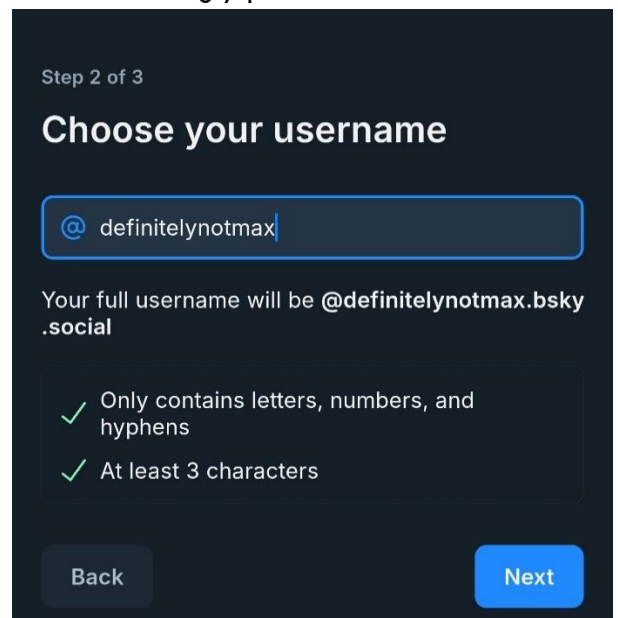 Step 2 of 3
Choose your username
@ definitelynotmax
Your full username will be @definitelynotmax.bsky
.social
Only contains letters, numbers, and
hyphens
At least 3 characters
Back
Next